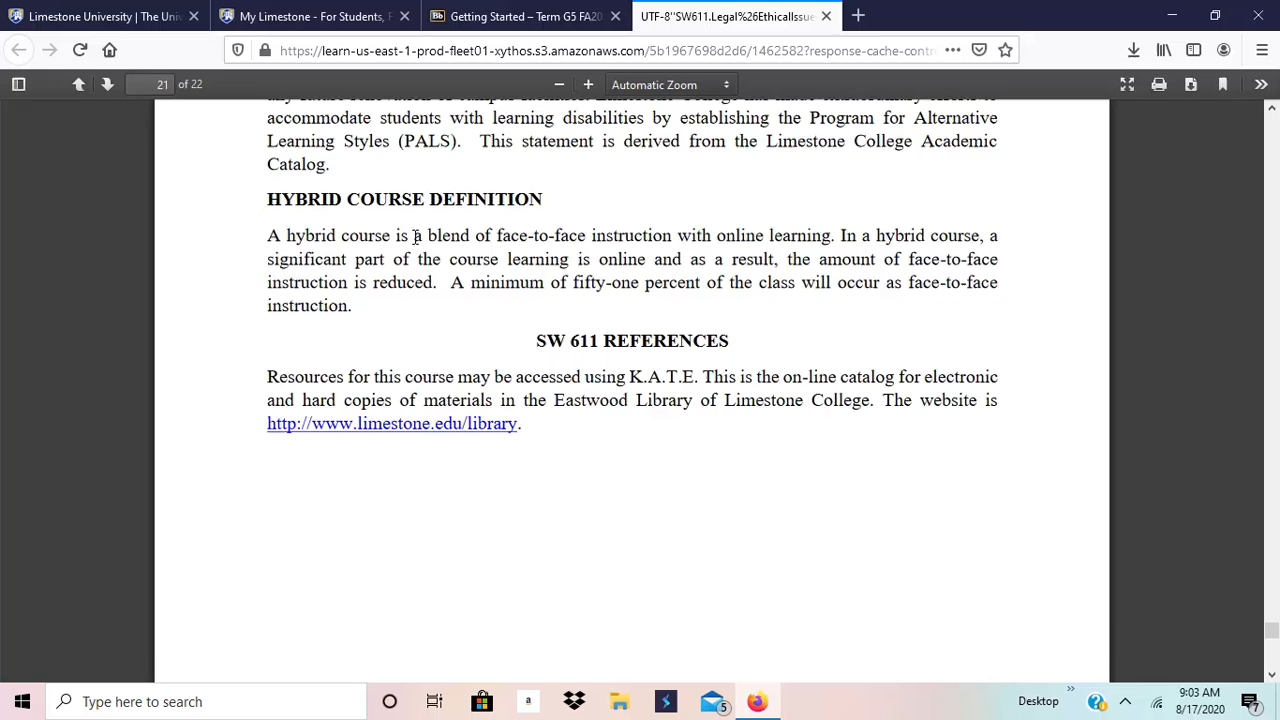 Limestone University | The Uni
My Limestone - For Students, F
Bb Getting Started – Term G5 FA20
UTF-8''SW611.Legal%26EthicalIssue
https://learn-us-east-1-prod-fleet01-xythos.s3.amazonaws.com/5b1967698d2d6/1462582?response-cache-contr
21 of 22
Automatic Zoom
accommodate students with learning disabilities by establishing the Program for Alternative
Learning Styles (PALS). This statement is derived from the Limestone College Academic
Catalog.
HYBRID COURSE DEFINITION
A hybrid course is a blend of face-to-face instruction with online learning. In a hybrid course, a
significant part of the course learning is online and as a result, the amount of face-to-face
instruction is reduced. A minimum of fifty-one percent of the class will occur as face-to-face
instruction.
SW 611 REFERENCES
Resources for this course may be accessed using K.A.T.E. This is the on-line catalog for electronic
and hard copies of materials in the Eastwood Library of Limestone College. The website is
http://www.limestone.edu/library.
Type here to search
a
5
Desktop
9:03 AM
8/17/2020
7